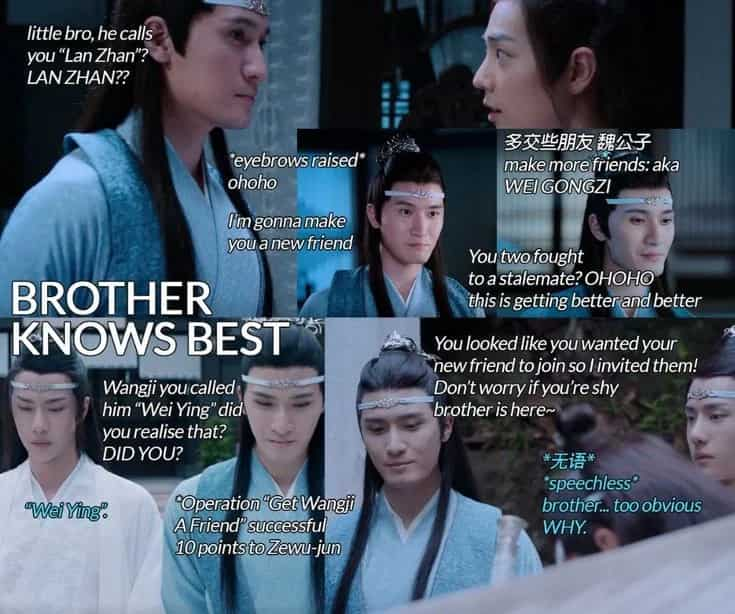 little bro, he calls
you “Lan Zhan”?
LAN ZHAN??
*eyebrows raised*
ohoho
I'm gonna make
you a new friend
多交些朋友 魏公子
make more friends: aka
WEI GONGZI
You two fought
to a stalemate? OHOHO
this is getting better and better
BROTHER
KNOWS BEST
Wangji you called
him “Wei Ying” did
you realise that?
DID YOU?
“Wei Ying”.
*Operation “Get Wangji
A Friend” successful
10 points to Zewu-jun
You looked like you wanted your
new friend to join so I invited them!
Don't worry if you're shy
brother is here~
*无语*
*speechless*
brother... too obvious
WHY.